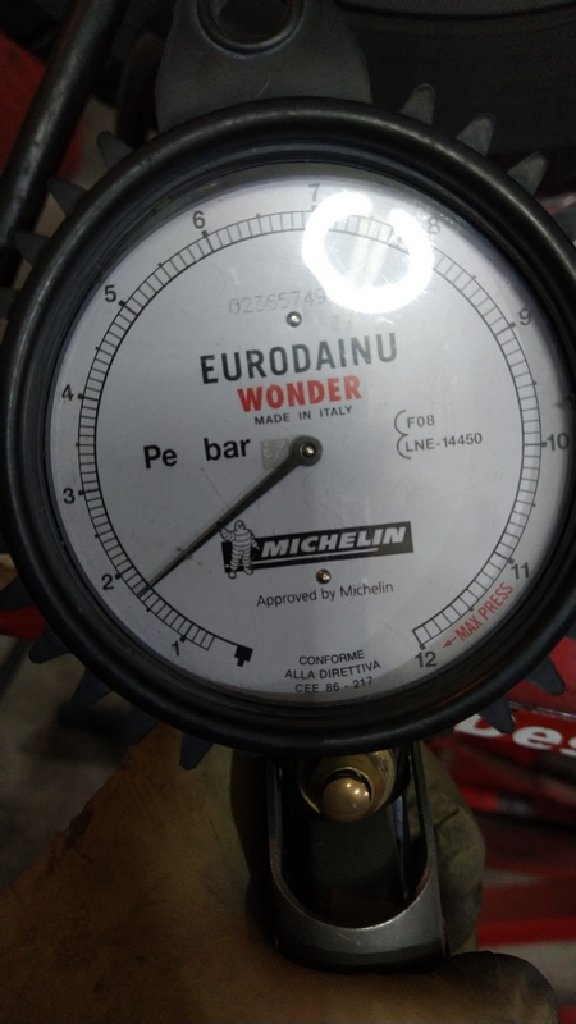 7
6
8
5
9
02365749
4
EURODAINU
WONDER
MADE IN ITALY
F08
LNE-14450
Pe bar
10
3
MICHELIN
2
11
Approved by Michelin
MAX PRESS
1
12
CONFORME
ALLA DIRETTIVA
CEE 86-217